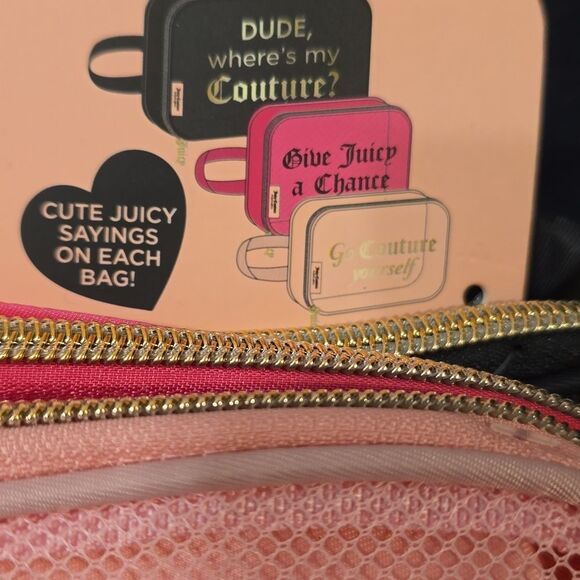 DUDE,
where's my
Couture?
Give Juicy
a Chance
Go Couture
yourself
CUTE JUICY
SAYINGS
ON EACH
BAG!